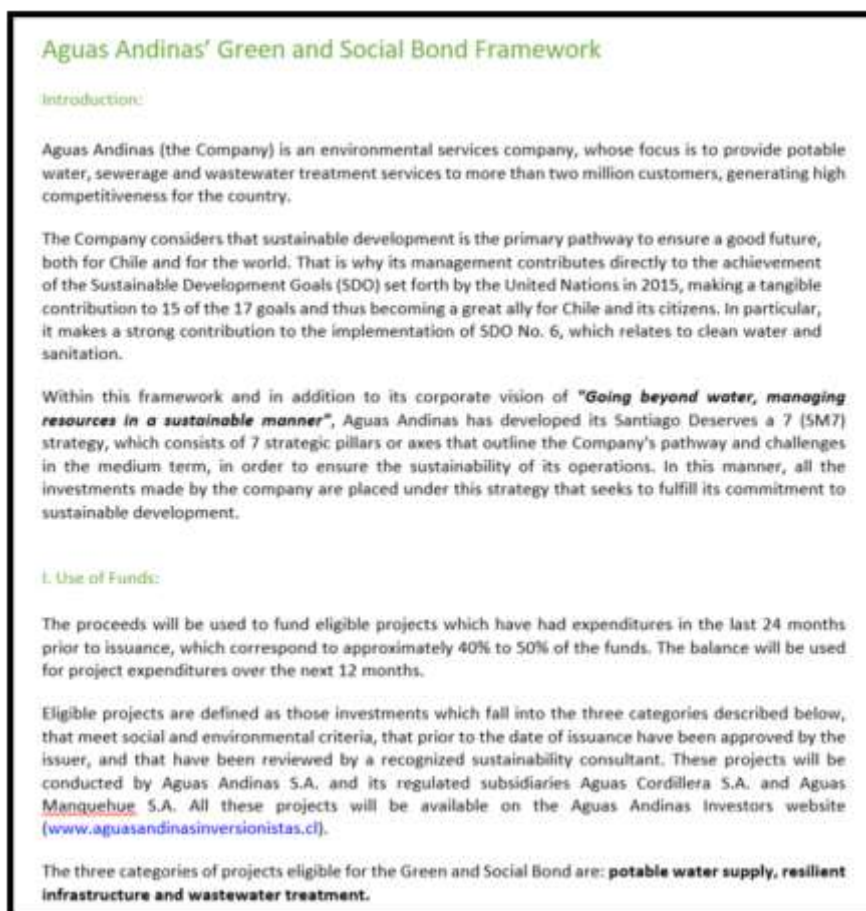 Aguas Andinas' Green and Social Bond Framework
Introduction:
Aguas Andinas (the Company) is an environmental services company, whose focus is to provide potable
water, sewerage and wastewater treatment services to more than two million customers, generating high
competitiveness for the country.
The Company considers that sustainable development is the primary pathway to ensure a good future,
both for Chile and for the world. That is why its management contributes directly to the achievement
of the Sustainable Development Goals (SDO) set forth by the United Nations in 2015, making a tangible
contribution to 15 of the 17 goals and thus becoming a great ally for Chile and its citizens. In particular,
it makes a strong contribution to the implementation of SDO No. 6, which relates to clean water and
sanitation.
Within this framework and in addition to its corporate vision of "Going beyond water, managing
resources in a sustainable manner", Aguas Andinas has developed its Santiago Deserves a 7 (SM7)
strategy, which consists of 7 strategic pillars or axes that outline the Company's pathway and challenges
in the medium term, in order to ensure the sustainability of its operations. In this manner, all the
investments made by the company are placed under this strategy that seeks to fulfill its commitment to
sustainable development.
I. Use of Funds:
The proceeds will be used to fund eligible projects which have had expenditures in the last 24 months
prior to issuance, which correspond to approximately 40% to 50% of the funds. The balance will be used
for project expenditures over the next 12 months.
Eligible projects are defined as those investments which fall into the three categories described below,
that meet social and environmental criteria, that prior to the date of issuance have been approved by the
issuer, and that have been reviewed by a recognized sustainability consultant. These projects will be
conducted by Aguas Andinas S.A. and its regulated subsidiaries Aguas Cordillera S.A. and Aguas
Manquehue S.A. All these projects will be available on the Aguas Andinas Investors website
(www.aguasandinasinversionistas.cl).
The three categories of projects eligible for the Green and Social Bond are: potable water supply, resilient
infrastructure and wastewater treatment.